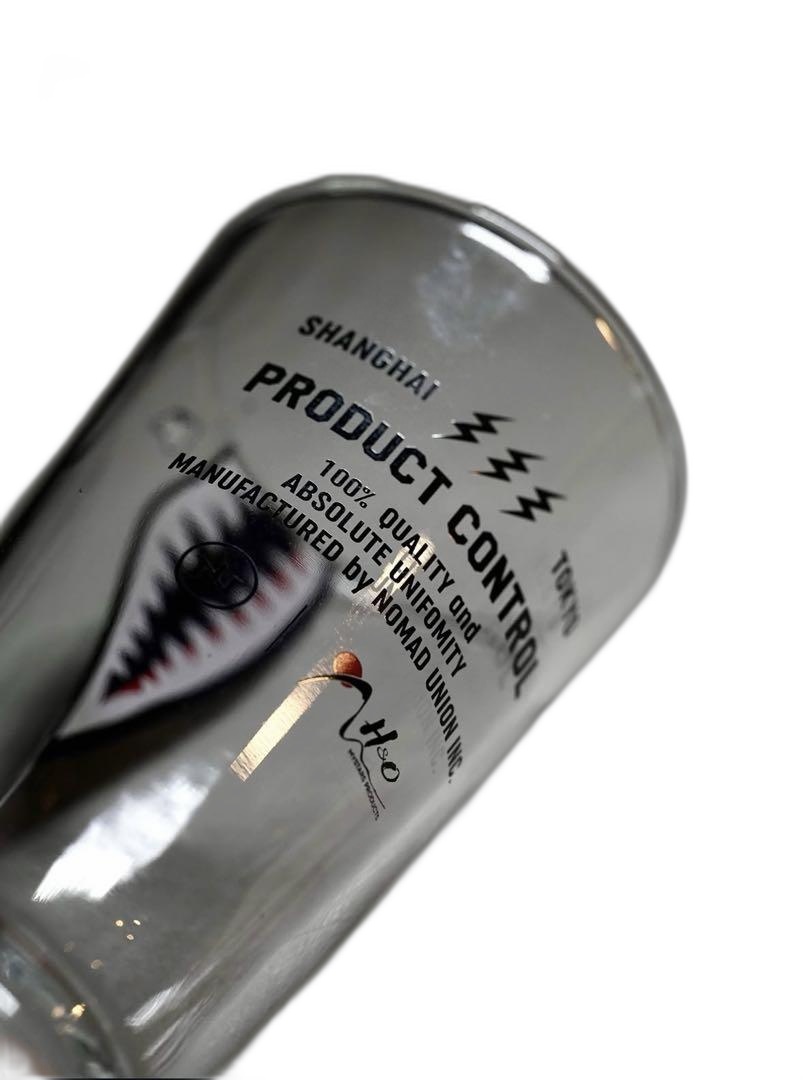 SHANGHAI
PRODUCT CONTROL
TOKYO
100% QUALITY and
ABSOLUTE UNIFOMITY
MANUFACTURED by NOMAD UNION INC.
H&O